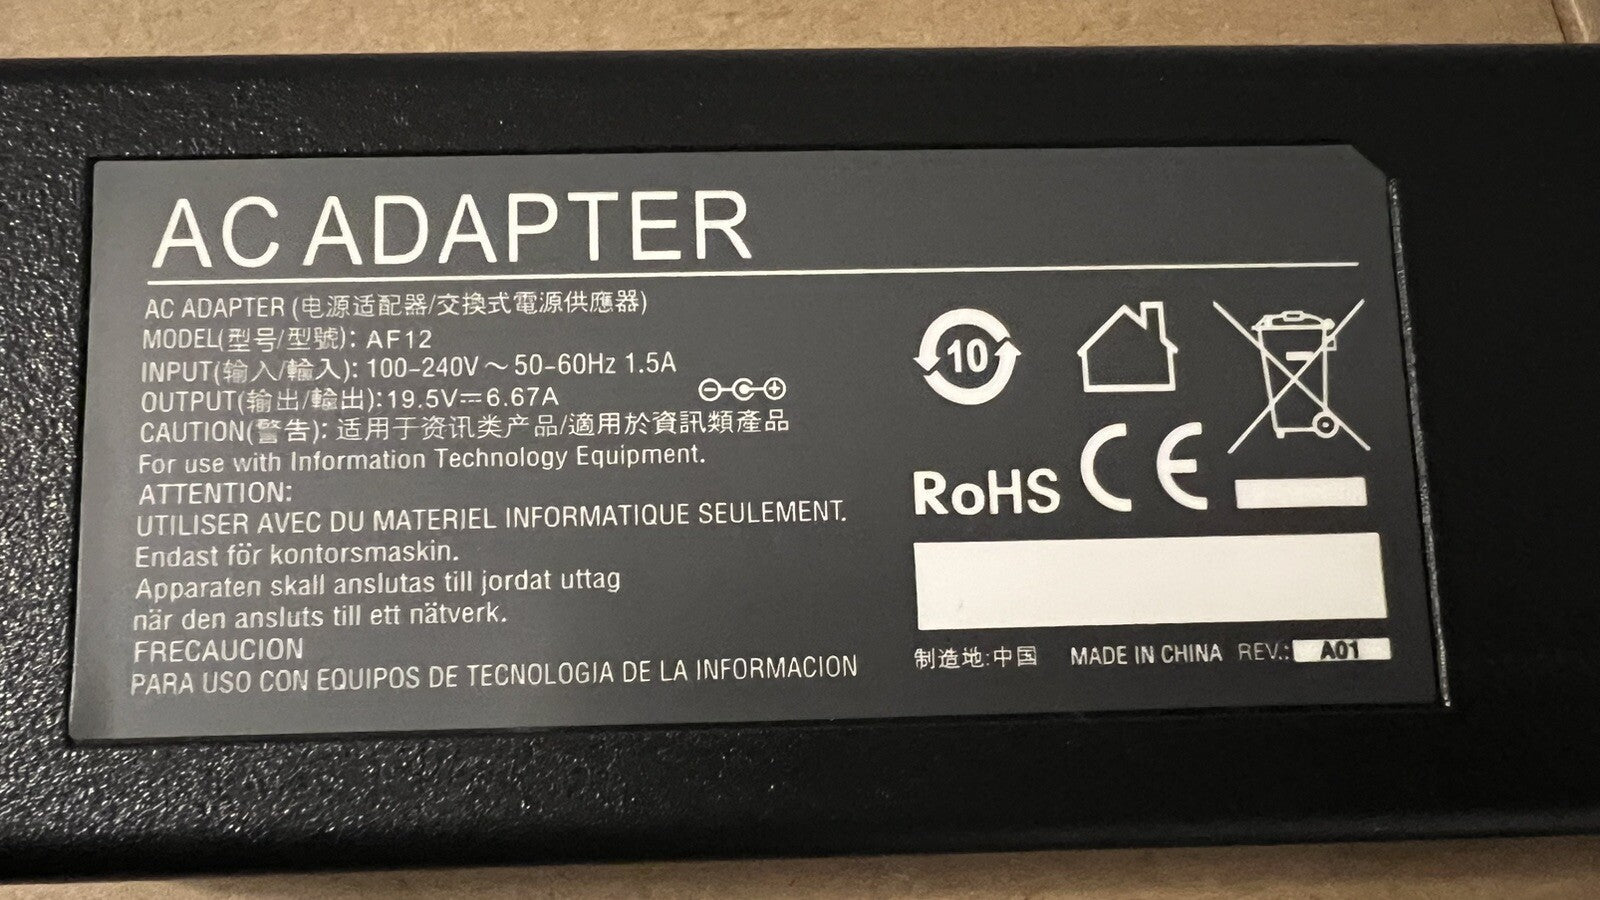 AC ADAPTER
AC ADAPTER (电源适配器/交換式電源供應器)
MODEL(型号/型號): AF12
INPUT(输入/輸入): 100-240V～50-60Hz 1.5A
OUTPUT(输出/輸出):19.5V⎓6.67A
CAUTION(警告): 适用于资讯类产品/適用於資訊類產品
For use with Information Technology Equipment.
ATTENTION:
UTILISER AVEC DU MATERIEL INFORMATIQUE SEULEMENT.
Endast för kontorsmaskin.
Apparaten skall anslutas till jordat uttag
när den ansluts till ett nätverk.
FRECAUCION
PARA USO CON EQUIPOS DE TECNOLOGIA DE LA INFORMACION
10
RoHS CE
制造地:中国 MADE IN CHINA REV.: A01